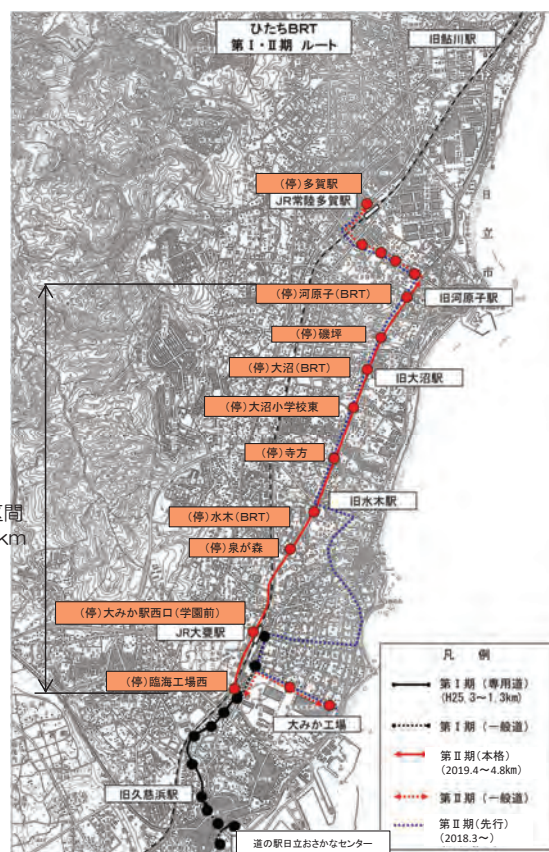 ひたちBRT
第Ⅰ・Ⅱ期 ルート
旧鮎川駅
(停)多賀駅
JR常陸多賀駅
日立市
(停)河原子(BRT)
旧河原子駅
(停)磯坪
(停)大沼(BRT)
旧大沼駅
(停)大沼小学校東
(停)寺方
旧水木駅
(停)水木(BRT)
間
km
(停)泉が森
(停)大みか駅西口(学園前)
JR大甕駅
(停)臨海工場西
大みか工場
旧久慈浜駅
道の駅日立おさかなセンター
凡例
第Ⅰ期(専用道)
(H25.3~1.3km)
第Ⅰ期(一般道)
第Ⅱ期(本格)
(2019.4~4.8km)
第Ⅱ期(一般道)
第Ⅱ期(先行)
(2018.3~)